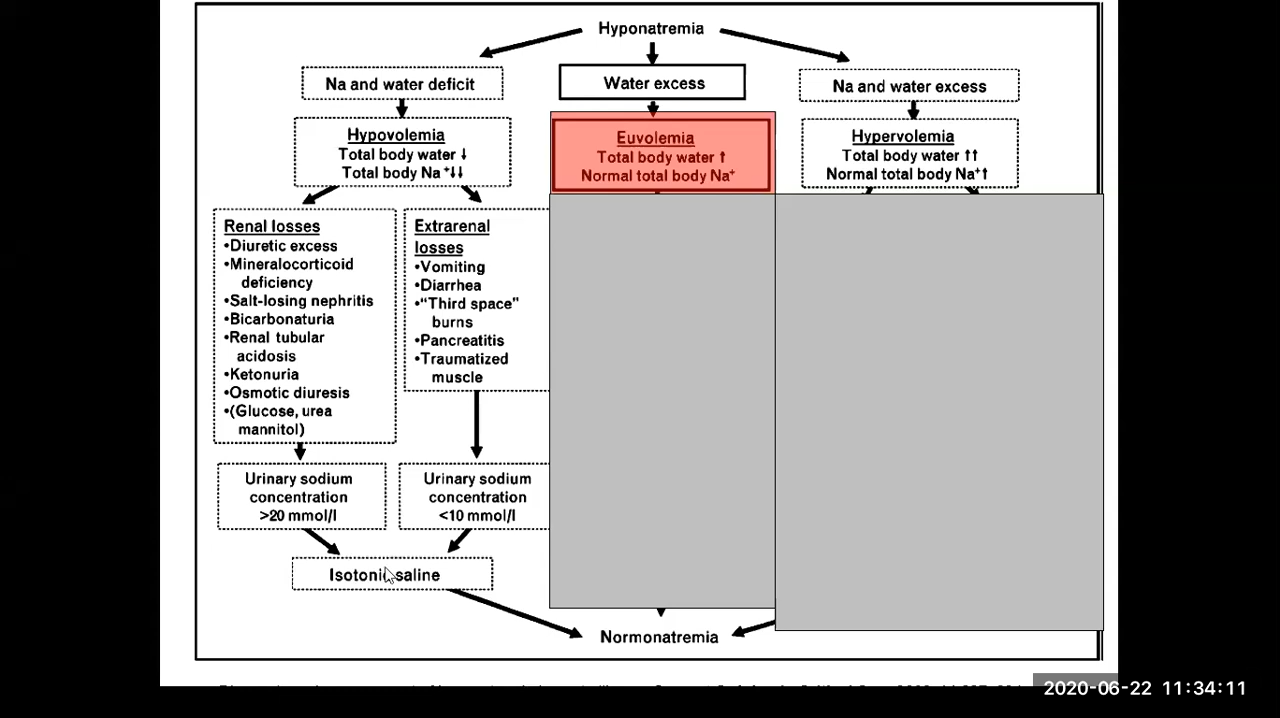 Hyponatremia
Na and water deficit
Water excess
Na and water excess
Hypovolemia
Total body water ↓
Total body Na⁺↓↓
Euvolemia
Total body water ↑
Normal total body Na⁺
Hypervolemia
Total body water ↑↑
Normal total body Na⁺↑
Renal losses
•Diuretic excess
•Mineralocorticoid
deficiency
•Salt-losing nephritis
•Bicarbonaturia
•Renal tubular
acidosis
•Ketonuria
•Osmotic diuresis
•(Glucose, urea
mannitol)
Extrarenal
losses
•Vomiting
•Diarrhea
•“Third space”
burns
•Pancreatitis
•Traumatized
muscle
Urinary sodium
concentration
>20 mmol/l
Urinary sodium
concentration
<10 mmol/l
Isotonic saline
Normonatremia
2020-06-22 11:34:11